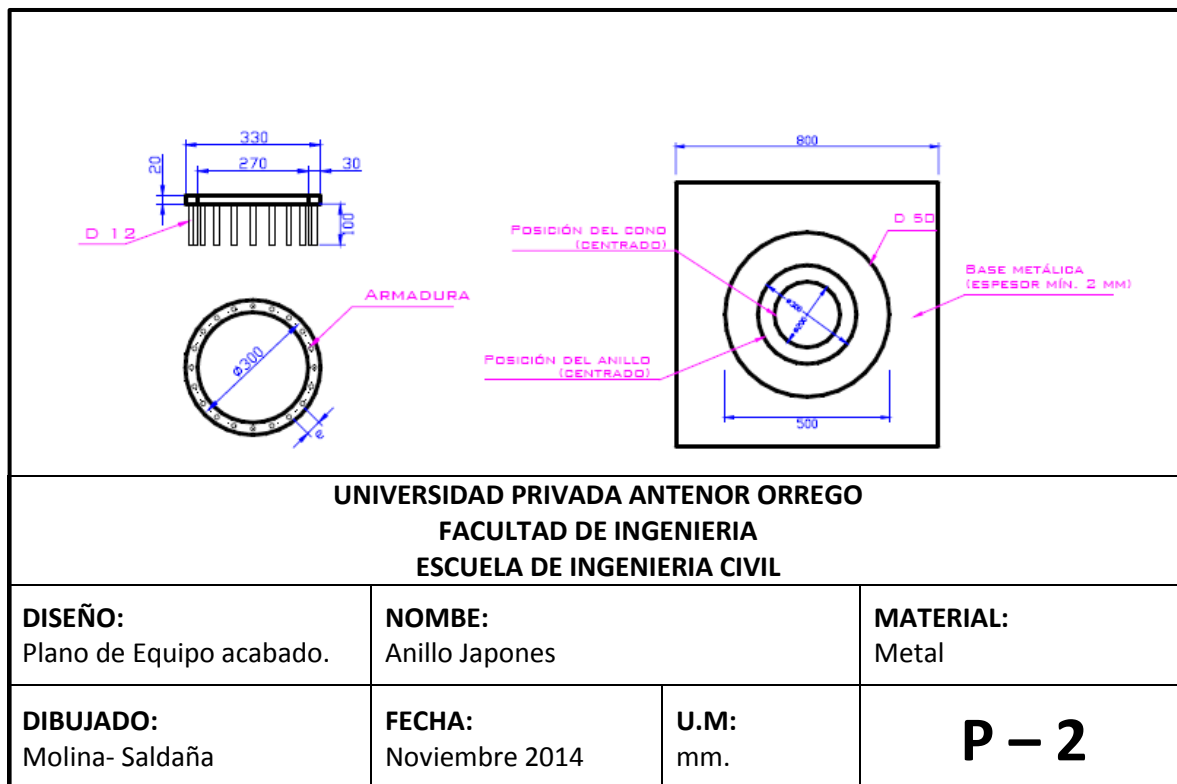 330
270
30
20
100
D 12
ARMADURA
ø300
e
800
POSICIÓN DEL CONO
(CENTRADO)
D 50
BASE METÁLICA
(ESPESOR MÍN. 2 MM)
ø300
ø200
POSICIÓN DEL ANILLO
(CENTRADO)
500
UNIVERSIDAD PRIVADA ANTENOR ORREGO
FACULTAD DE INGENIERIA
ESCUELA DE INGENIERIA CIVIL
DISEÑO:
Plano de Equipo acabado.
NOMBE:
Anillo Japones
MATERIAL:
Metal
DIBUJADO:
Molina- Saldaña
FECHA:
Noviembre 2014
U.M:
mm.
P – 2